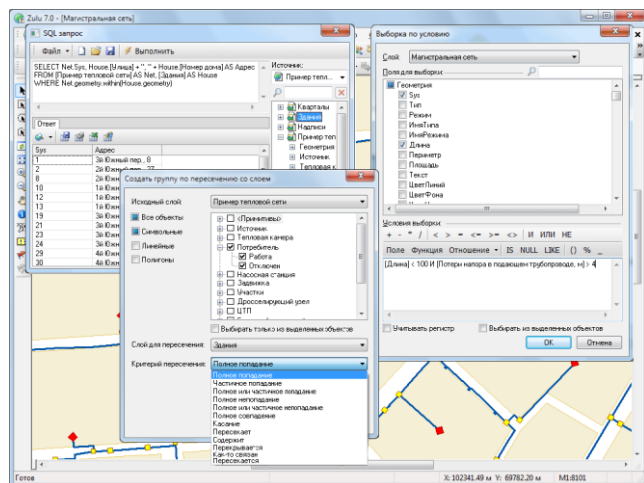 Zulu 7.0 - [Магистральная сеть]
SQL запрос
Файл
Выполнить
SELECT Net.Sys, House.[Улица] + ", " + House.[Номер дома] AS Адрес
FROM [Пример тепловой сети] AS Net, [Здания] AS House
WHERE Net.geometry.within(House.geometry)
Источник:
Пример тепл...
Кварталы
Здания
Надписи
Пример теп
Геометрия
Источник
Тепловая к
Ответ
Sys Адрес
1 3й Южный пер., 8
2
8
10
12
19
21
23
24
29
30
Создать группу по пересечению со слоем
Исходный слой: Пример тепловой сети
Все объекты
Символьные
Линейные
Полигоны
(Примитивы)
Источник
Тепловая камера
Потребитель
Работа
Отключен
Насосная станция
Задвижка
Участки
Дросселирующий узел
ЦТП
Выбирать только из выделенных объектов
Слой для пересечения: Здания
Критерий пересечения: Полное попадание
Полное попадание
Частичное попадание
Полное или частичное попадание
Полное непопадание
Полное или частичное непопадание
Полное совпадение
Касание
Пересекает
Содержит
Перекрывается
Как-то связан
Пересекается
Выборка по условию
Слой: Магистральная сеть
Поля для выборки:
Геометрия
Sys
Тип
Режим
ИмяТипа
ИмяРежима
Длина
Периметр
Площадь
Текст
ЦветЛиний
ЦветФона
Условия выборки:
+ - * / < > = <= >= <> И ИЛИ НЕ
Поле Функция Отношение IS NULL LIKE () % _
[Длина] < 100 И [Потери напора в подающем трубопроводе, м] > 4
Учитывать регистр
Выбирать из выделенных объектов
OK
Отмена
Готов
X: 102341.49 м Y: 69782.20 м М1:8101